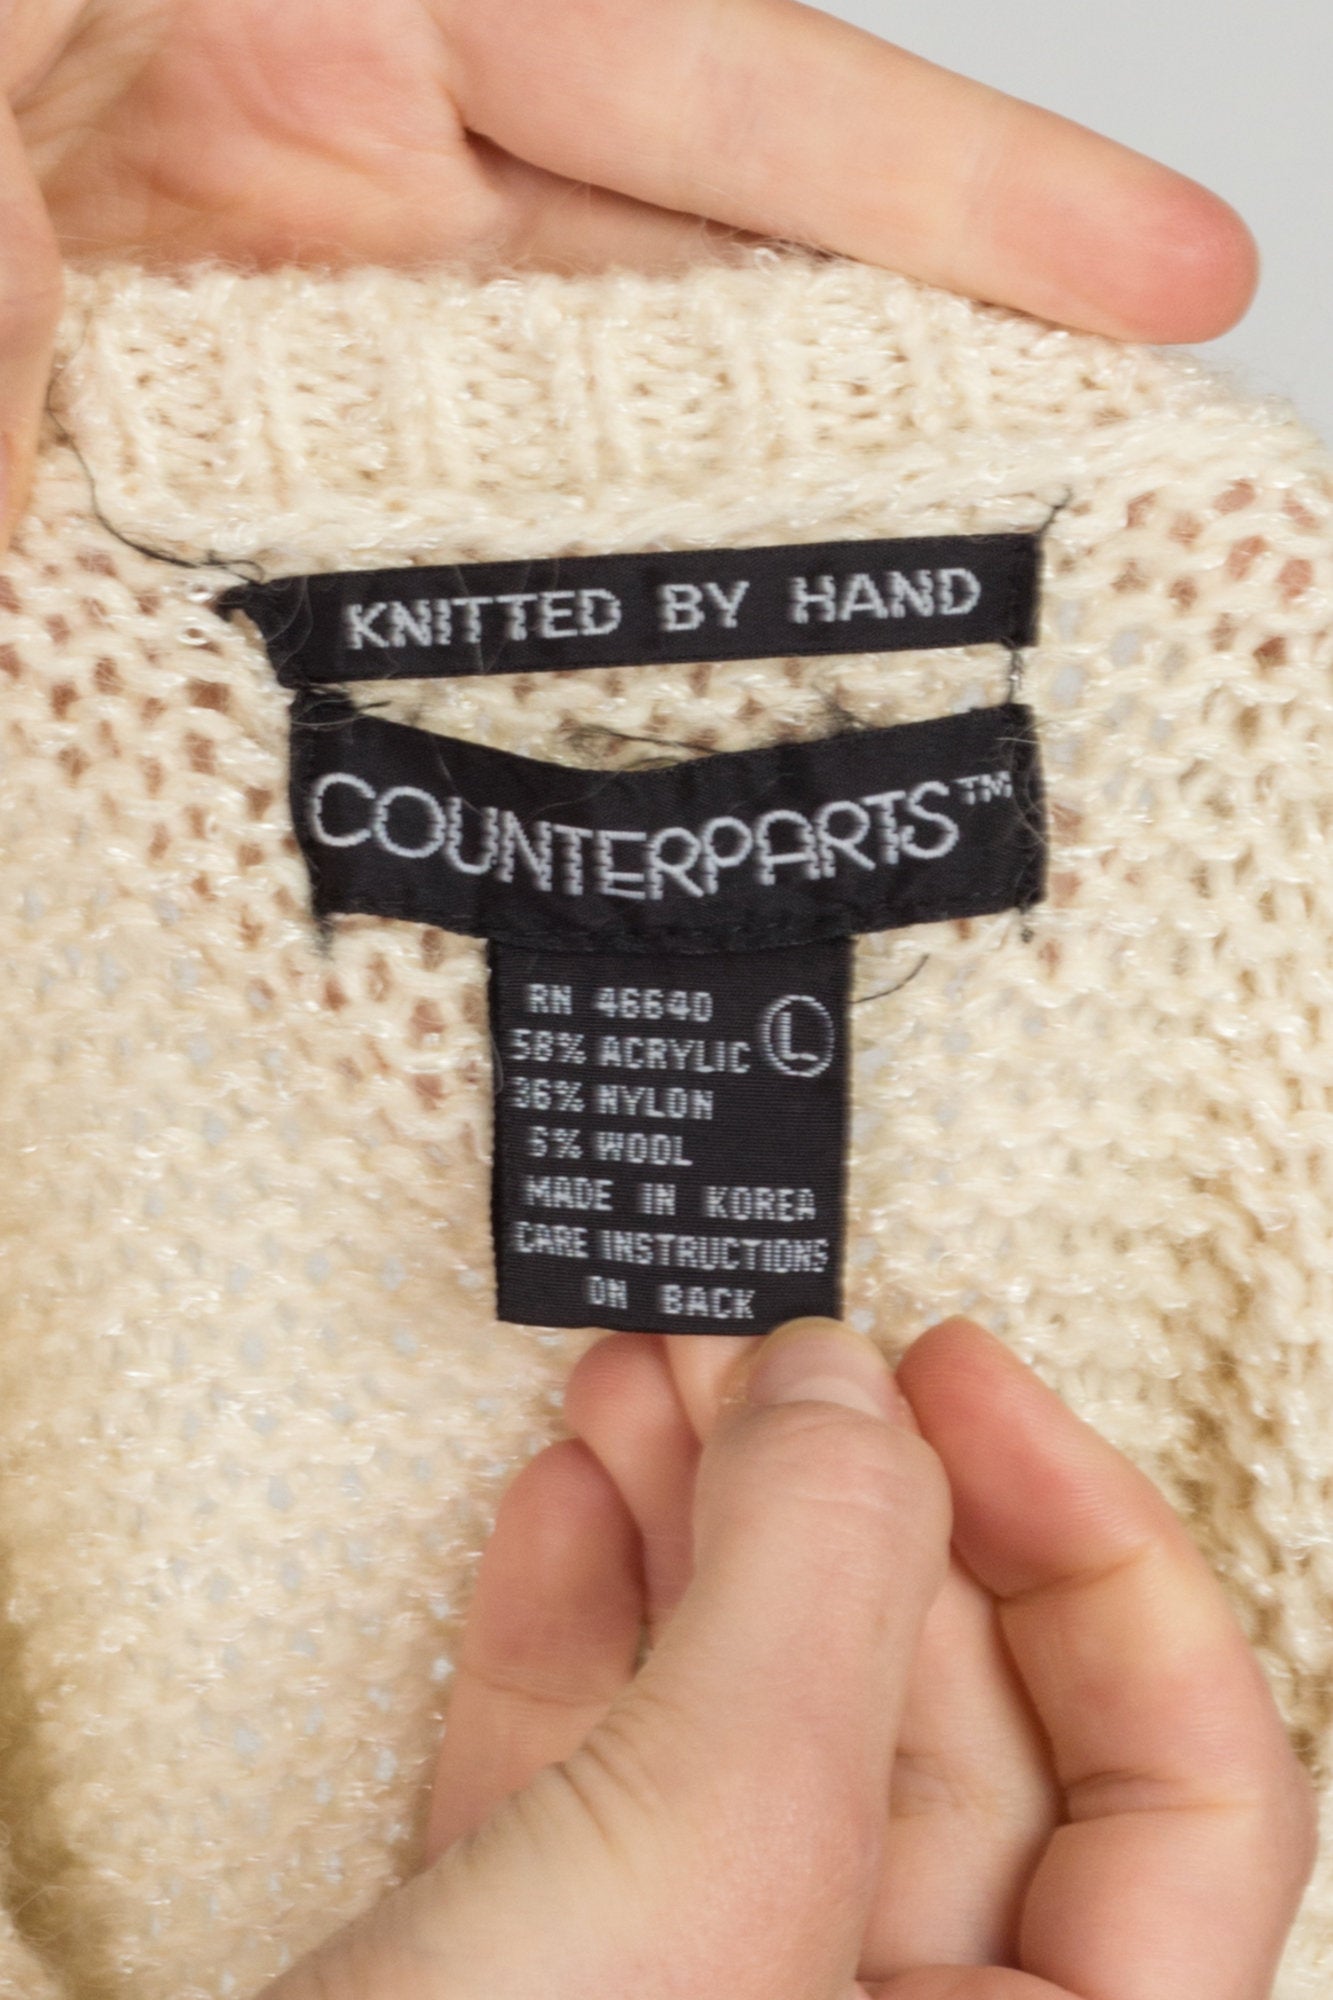 KNITTED BY HAND
COUNTERPARTS™
RN 46640
58% ACRYLIC Ⓛ
36% NYLON
6% WOOL
MADE IN KOREA
CARE INSTRUCTIONS
ON BACK